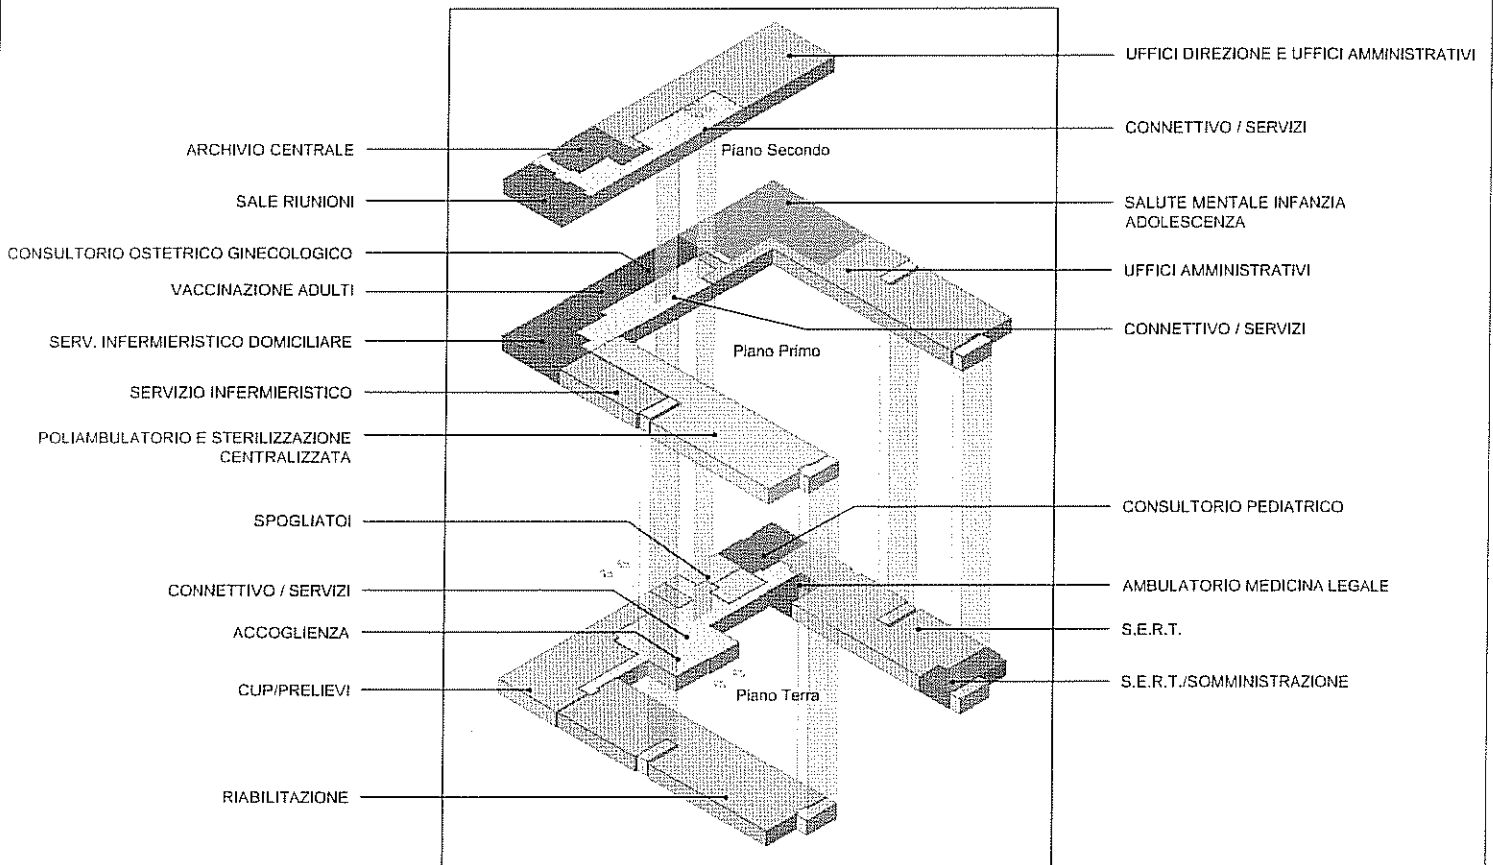 UFFICI DIREZIONE E UFFICI AMMINISTRATIVI
CONNETTIVO / SERVIZI
ARCHIVIO CENTRALE
Piano Secondo
SALE RIUNIONI
SALUTE MENTALE INFANZIA
ADOLESCENZA
CONSULTORIO OSTETRICO GINECOLOGICO
UFFICI AMMINISTRATIVI
VACCINAZIONE ADULTI
CONNETTIVO / SERVIZI
SERV. INFERMIERISTICO DOMICILIARE
Piano Primo
SERVIZIO INFERMIERISTICO
POLIAMBULATORIO E STERILIZZAZIONE
CENTRALIZZATA
CONSULTORIO PEDIATRICO
SPOGLIATOI
CONNETTIVO / SERVIZI
AMBULATORIO MEDICINA LEGALE
ACCOGLIENZA
S.E.R.T.
CUP/PRELIEVI
Piano Terra
S.E.R.T./SOMMINISTRAZIONE
RIABILITAZIONE